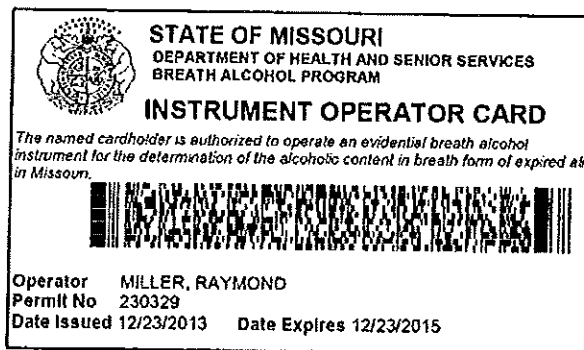 STATE OF MISSOURI
DEPARTMENT OF HEALTH AND SENIOR SERVICES
BREATH ALCOHOL PROGRAM
INSTRUMENT OPERATOR CARD
The named cardholder is authorized to operate an evidential breath alcohol
instrument for the determination of the alcoholic content in breath form of expired air
in Missouri.
Operator MILLER, RAYMOND
Permit No 230329
Date Issued 12/23/2013 Date Expires 12/23/2015